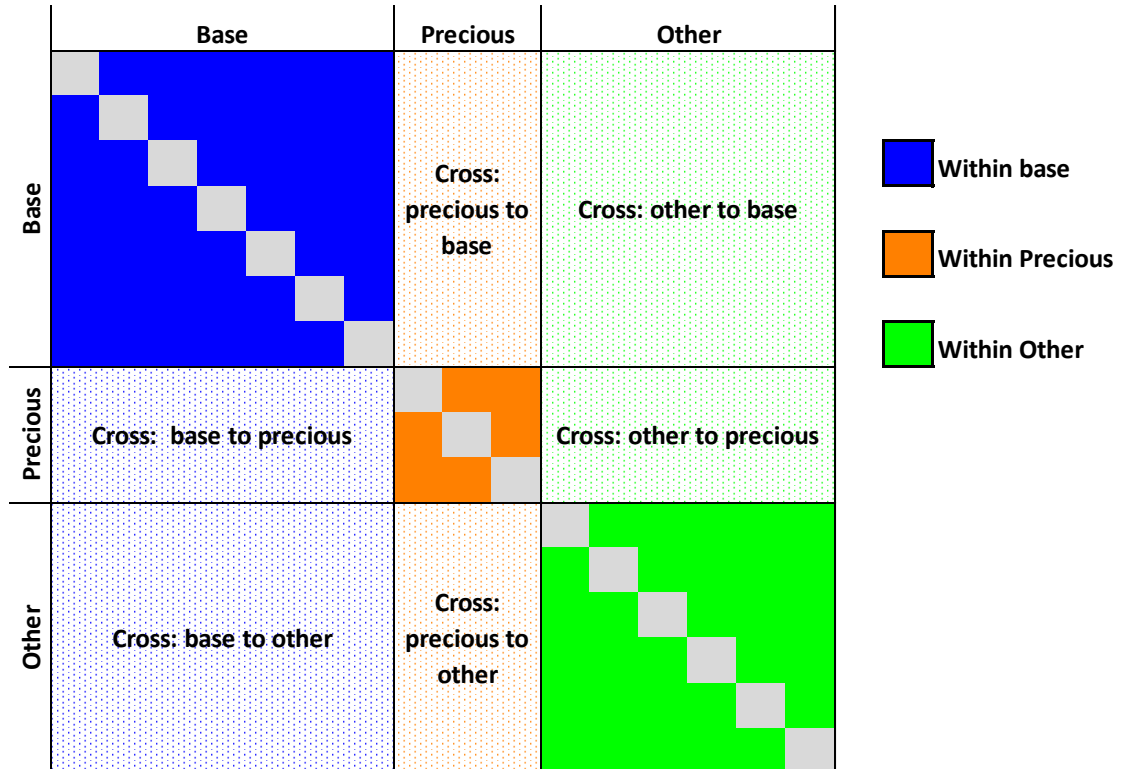 Base Precious Other
Base
Cross:
precious to
base
Cross: other to base
Within base
Within Precious
Within Other
Precious
Cross:  base to precious
Cross: other to precious
Other
Cross: base to other
Cross:
precious to
other